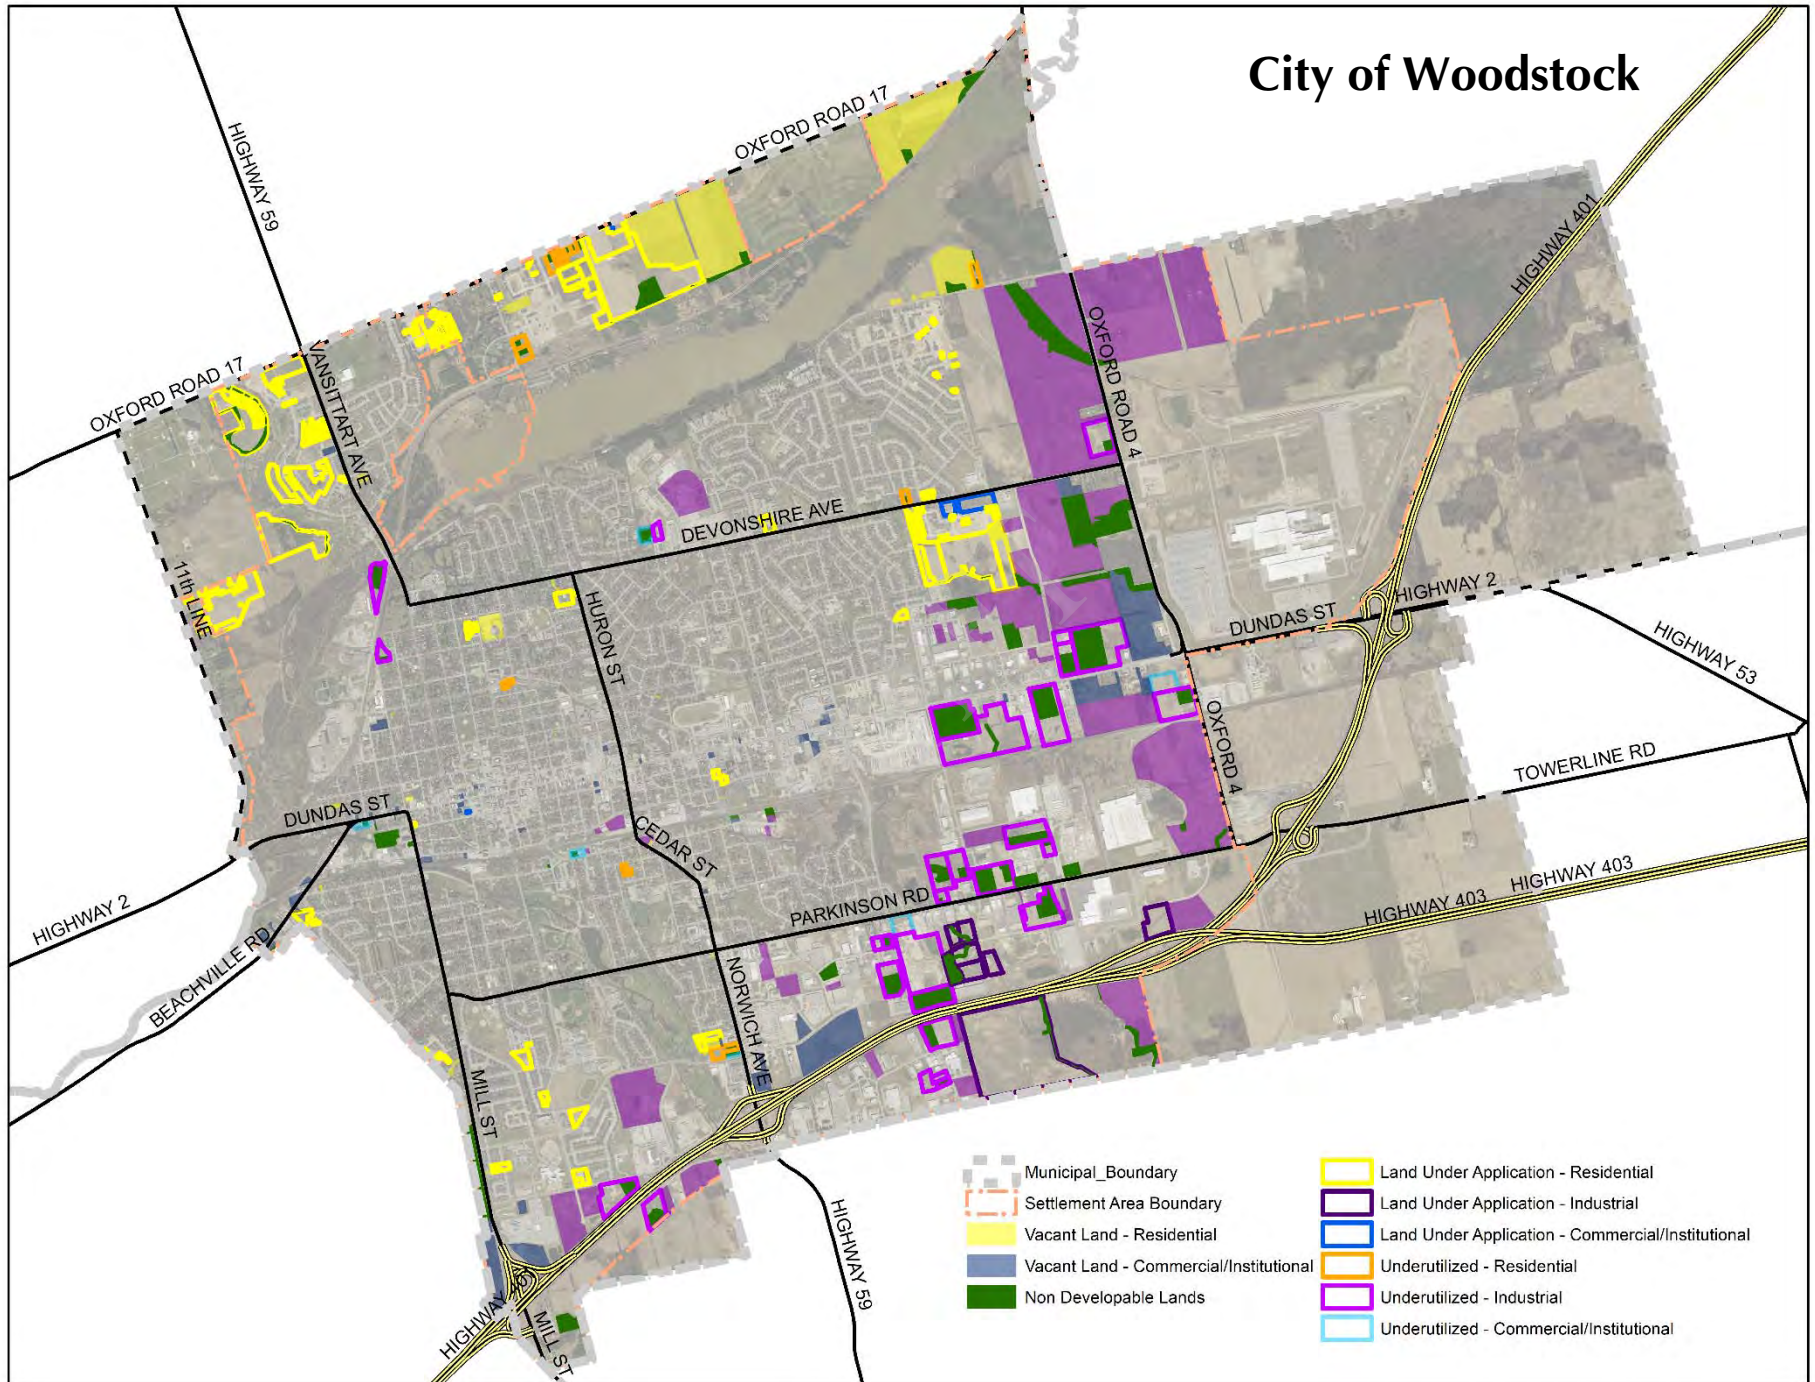 City of Woodstock
OXFORD ROAD 17
HIGHWAY 59
HIGHWAY 401
OXFORD ROAD 17
VANSITTART AVE
OXFORD ROAD 4
DEVONSHIRE AVE
11th LINE
HURON ST
DUNDAS ST
HIGHWAY 2
HIGHWAY 53
OXFORD 4
TOWERLINE RD
DUNDAS ST
CEDAR ST
HIGHWAY 2
PARKINSON RD
HIGHWAY 403
HIGHWAY 403
BEACHVILLE RD
NORWICH AVE
MILL ST
HIGHWAY 59
HIGHWAY 401
MILL ST
Municipal_Boundary
Settlement Area Boundary
Vacant Land - Residential
Vacant Land - Commercial/Institutional
Non Developable Lands
Land Under Application - Residential
Land Under Application - Industrial
Land Under Application - Commercial/Institutional
Underutilized - Residential
Underutilized - Industrial
Underutilized - Commercial/Institutional